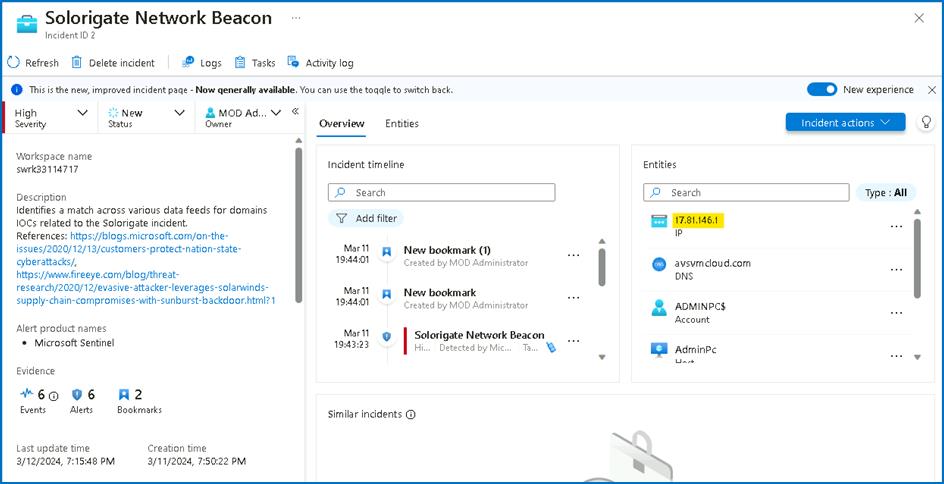 Solorigate Network Beacon ...
Incident ID 2
Refresh Delete incident Logs Tasks Activity log
This is the new, improved incident page - Now generally available. You can use the toggle to switch back. New experience
High
Severity
New
Status
MOD Ad...
Owner
Workspace name
swrk33114717
Description
Identifies a match across various data feeds for domains
IOCs related to the Solorigate incident.
References: https://blogs.microsoft.com/on-the-
issues/2020/12/13/customers-protect-nation-state-
cyberattacks/,
https://www.fireeye.com/blog/threat-
research/2020/12/evasive-attacker-leverages-solarwinds-
supply-chain-compromises-with-sunburst-backdoor.html?1
Alert product names
• Microsoft Sentinel
Evidence
6 6 2
Events Alerts Bookmarks
Last update time Creation time
3/12/2024, 7:15:48 PM 3/11/2024, 7:50:22 PM
Overview Entities
Incident actions
Incident timeline
Search
Add filter
Mar 11
19:44:01
New bookmark (1)
Created by MOD Administrator
Mar 11
19:44:01
New bookmark
Created by MOD Administrator
Mar 11
19:43:23
Solorigate Network Beacon
Hi... Detected by Mic... Ta...
Entities
Search Type : All
17.81.146.1
IP
avsvmcloud.com
DNS
ADMINPC$
Account
AdminPc
Host
Similar incidents